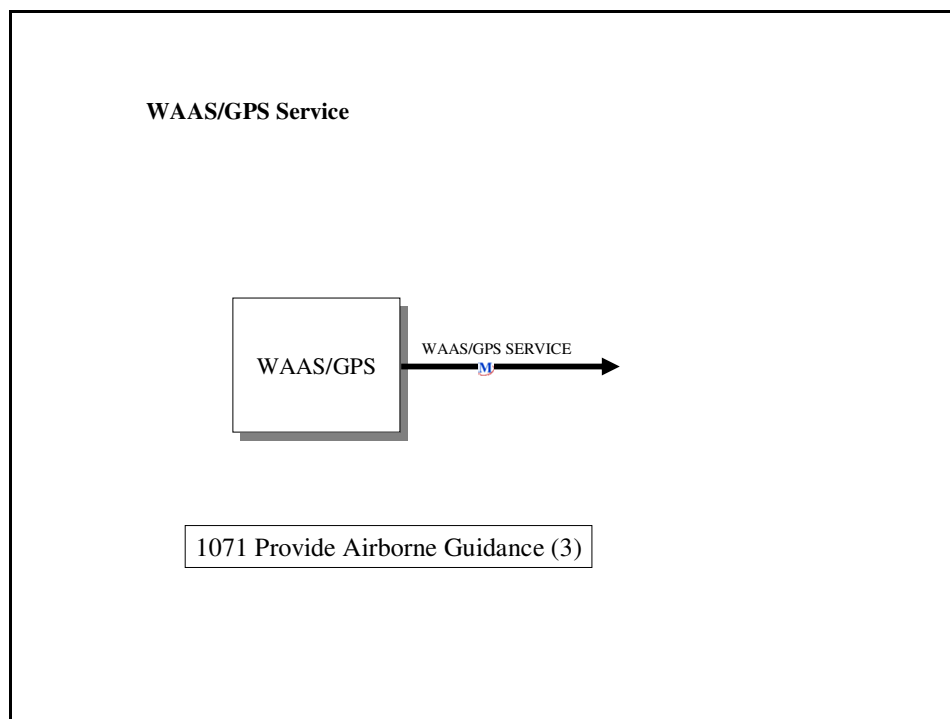 WAAS/GPS Service
WAAS/GPS SERVICE
WAAS/GPS
M
1071 Provide Airborne Guidance (3)